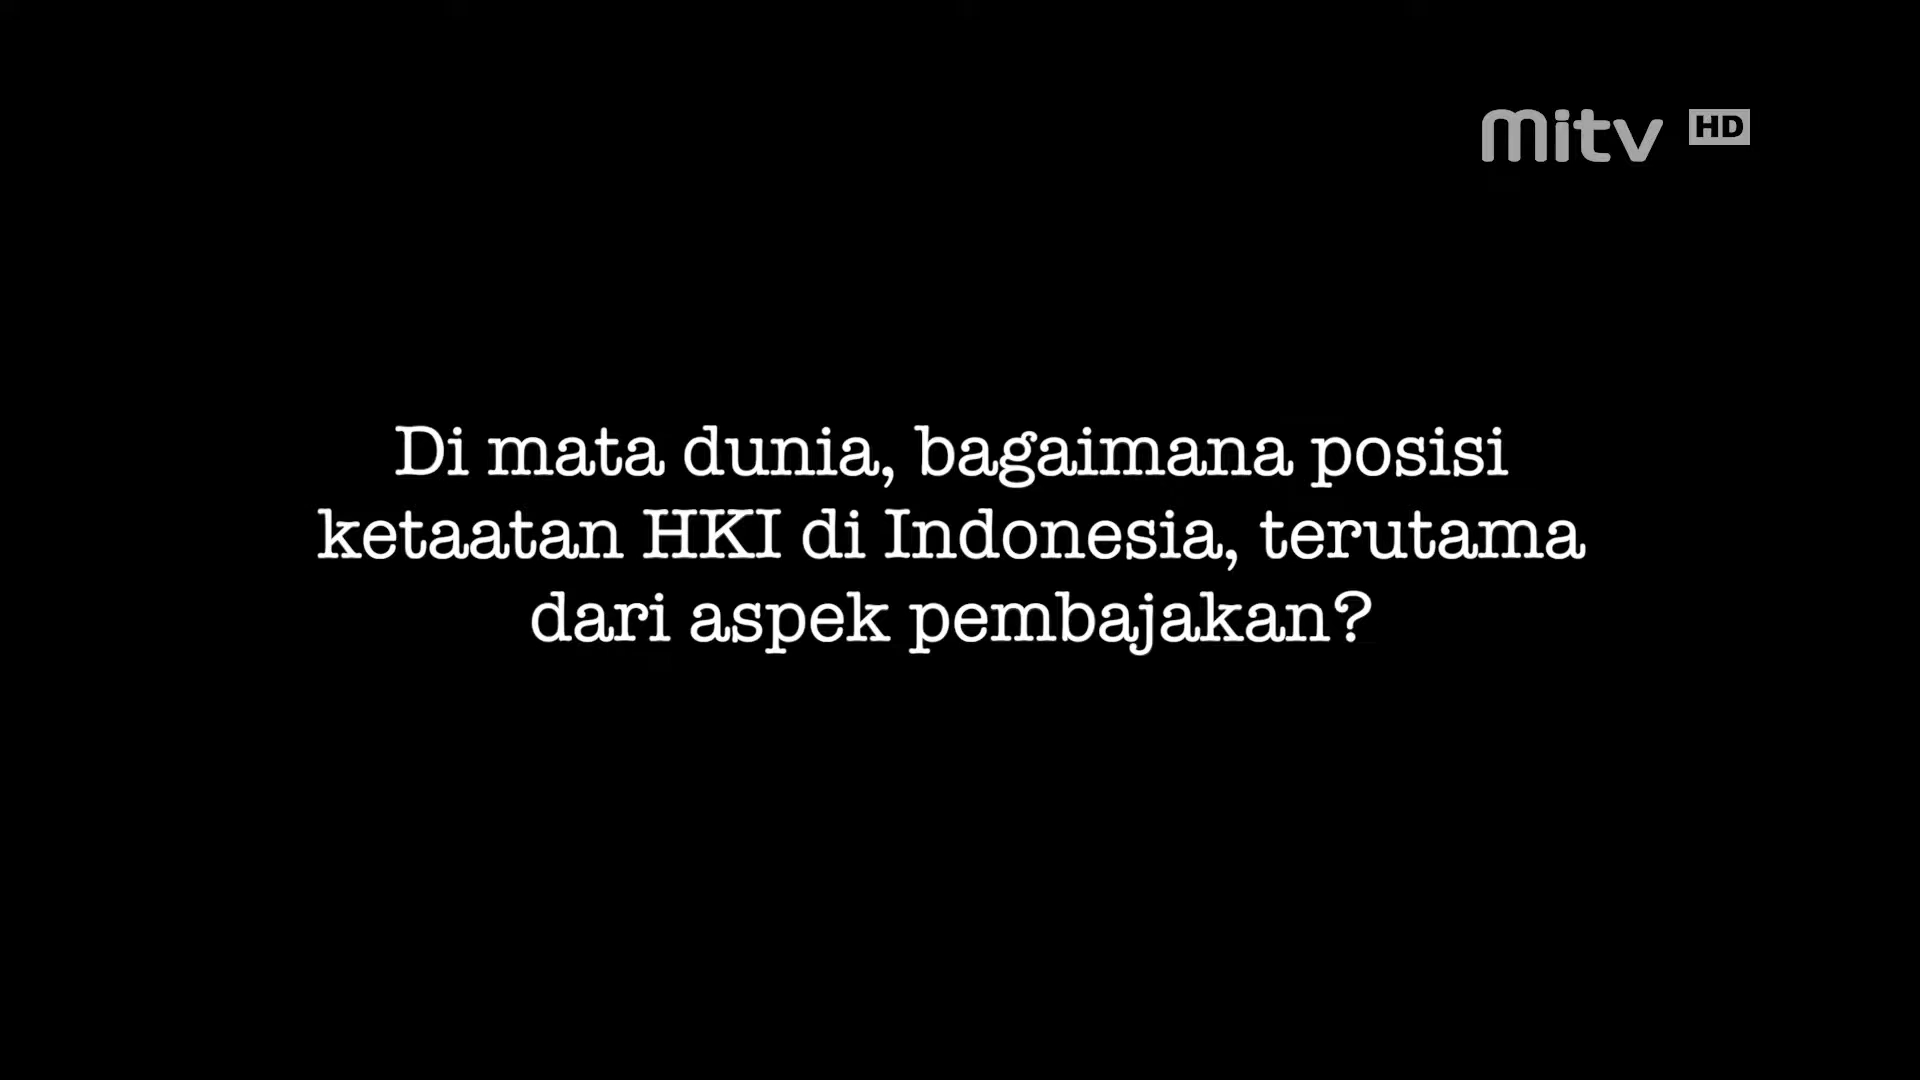 mitv HD
Di mata dunia, bagaimana posisi
ketaatan HKI di Indonesia, terutama
dari aspek pembajakan?